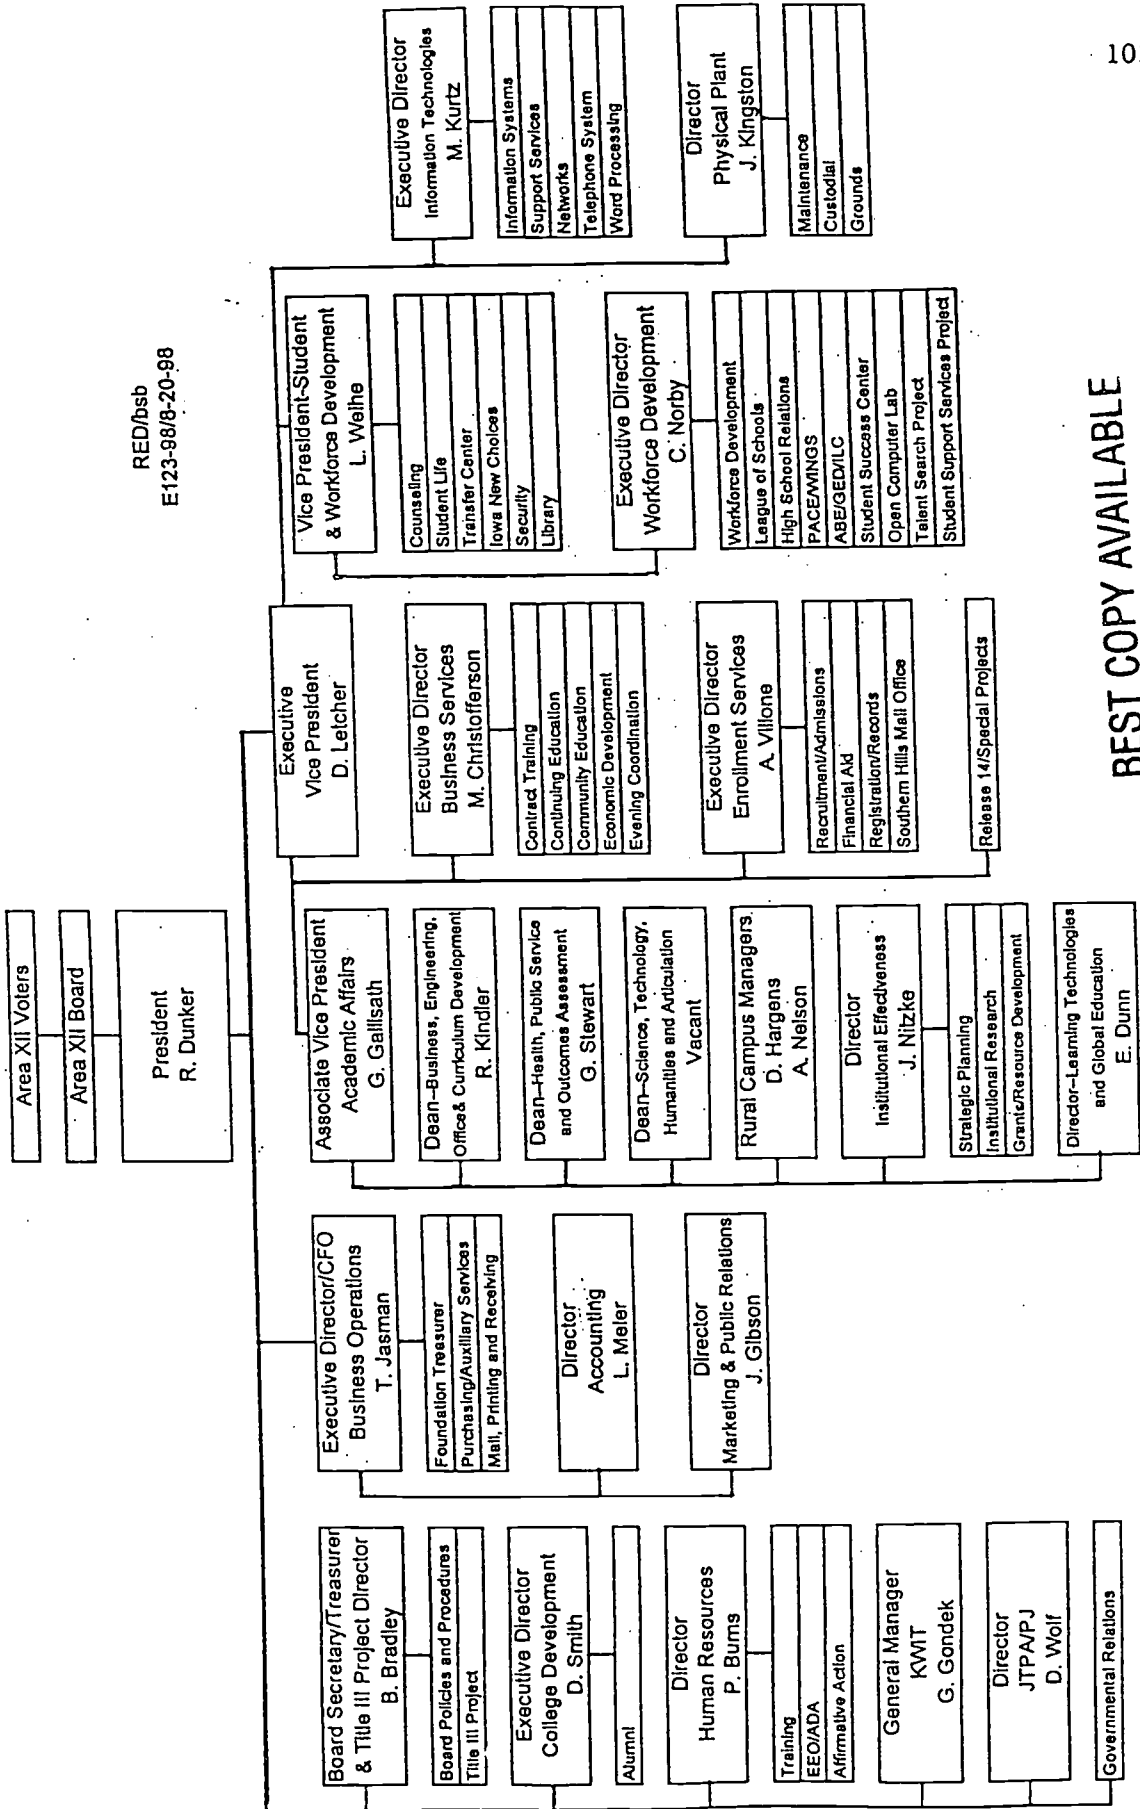 Area XII Voters
Area XII Board
President
R. Dunker
RED/bsb
E123-98/8-20-98
10
Board Secretary/Treasurer
& Title III Project Director
B. Bradley
Board Policies and Procedures
Title III Project
Executive Director
College Development
D. Smith
Alumni
Director
Human Resources
P. Burns
Training
EEO/ADA
Affirmative Action
General Manager
KWIT
G. Gondek
Director
JTPA/PJ
D. Wolf
Governmental Relations
Executive Director/CFO
Business Operations
T. Jasman
Foundation Treasurer
Purchasing/Auxiliary Services
Mail, Printing and Receiving
Director
Accounting
L. Meier
Director
Marketing & Public Relations
J. Gibson
Executive
Vice President
D. Letcher
Associate Vice President
Academic Affairs
G. Gallisath
Dean--Business, Engineering,
Office& Curriculum Development
R. Kindler
Dean--Health, Public Service
and Outcomes Assessment
G. Stewart
Dean--Science, Technology,
Humanities and Articulation
Vacant
Rural Campus Managers
D. Hargens
A. Nelson
Director
Institutional Effectiveness
J. Nitzke
Strategic Planning
Institutional Research
Grants/Resource Development
Director--Learning Technologies
and Global Education
E. Dunn
Executive Director
Business Services
M. Christofferson
Contract Training
Continuing Education
Community Education
Economic Development
Evening Coordination
Executive Director
Enrollment Services
A. Villone
Recruitment/Admissions
Financial Aid
Registration/Records
Southern Hills Mall Office
Release 14/Special Projects
Vice President-Student
& Workforce Development
L. Weihe
Counseling
Student Life
Transfer Center
Iowa New Choices
Security
Library
Executive Director
Workforce Development
C. Norby
Workforce Development
League of Schools
High School Relations
PACE/WINGS
ABE/GED/ILC
Student Success Center
Open Computer Lab
Talent Search Project
Student Support Services Project
Executive Director
Information Technologies
M. Kurtz
Information Systems
Support Services
Networks
Telephone System
Word Processing
Director
Physical Plant
J. Kingston
Maintenance
Custodial
Grounds
BEST COPY AVAILABLE